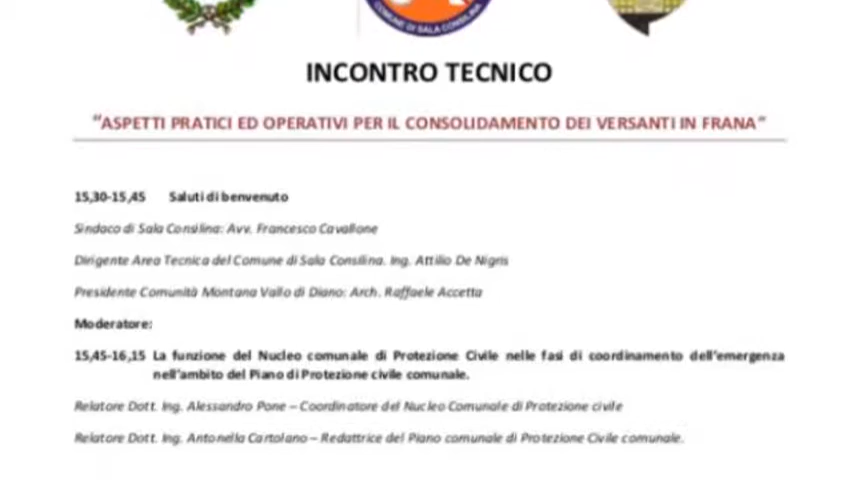 COMUNE DI SALA CONSILINA
INCONTRO TECNICO
"ASPETTI PRATICI ED OPERATIVI PER IL CONSOLIDAMENTO DEI VERSANTI IN FRANA"
15,30-15,45 Saluti di benvenuto
Sindaco di Sala Consilina: Avv. Francesco Cavallone
Dirigente Area Tecnica del Comune di Sala Consilina. Ing. Attilio De Nigris
Presidente Comunità Montana Vallo di Diano: Arch. Raffaele Accetta
Moderatore:
15,45-16,15 La funzione del Nucleo comunale di Protezione Civile nelle fasi di coordinamento dell'emergenza
nell'ambito del Piano di Protezione civile comunale.
Relatore Dott. Ing. Alessandro Pone – Coordinatore del Nucleo Comunale di Protezione civile
Relatore Dott. Ing. Antonella Cartolano – Redattrice del Piano comunale di Protezione Civile comunale.